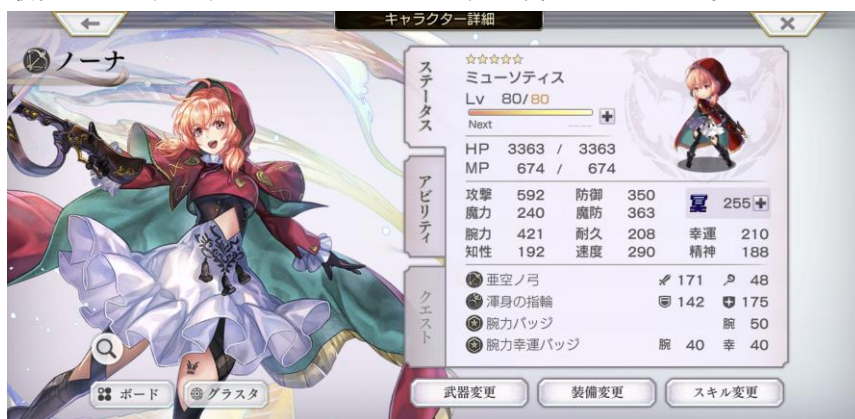 キャラクター詳細
ノーナ
ステータス
アビリティ
クエスト
ミューソティス
Lv 80/80
Next
HP 3363 / 3363
MP 674 / 674
攻撃 592 防御 350 冥 255
魔力 240 魔防 363
腕力 421 耐久 208 幸運 210
知性 192 速度 290 精神 188
亜空ノ弓 171 48
渾身の指輪 142 175
腕力バッジ 腕 50
腕力幸運バッジ 腕 40 幸 40
ボード
グラスタ
武器変更
装備変更
スキル変更